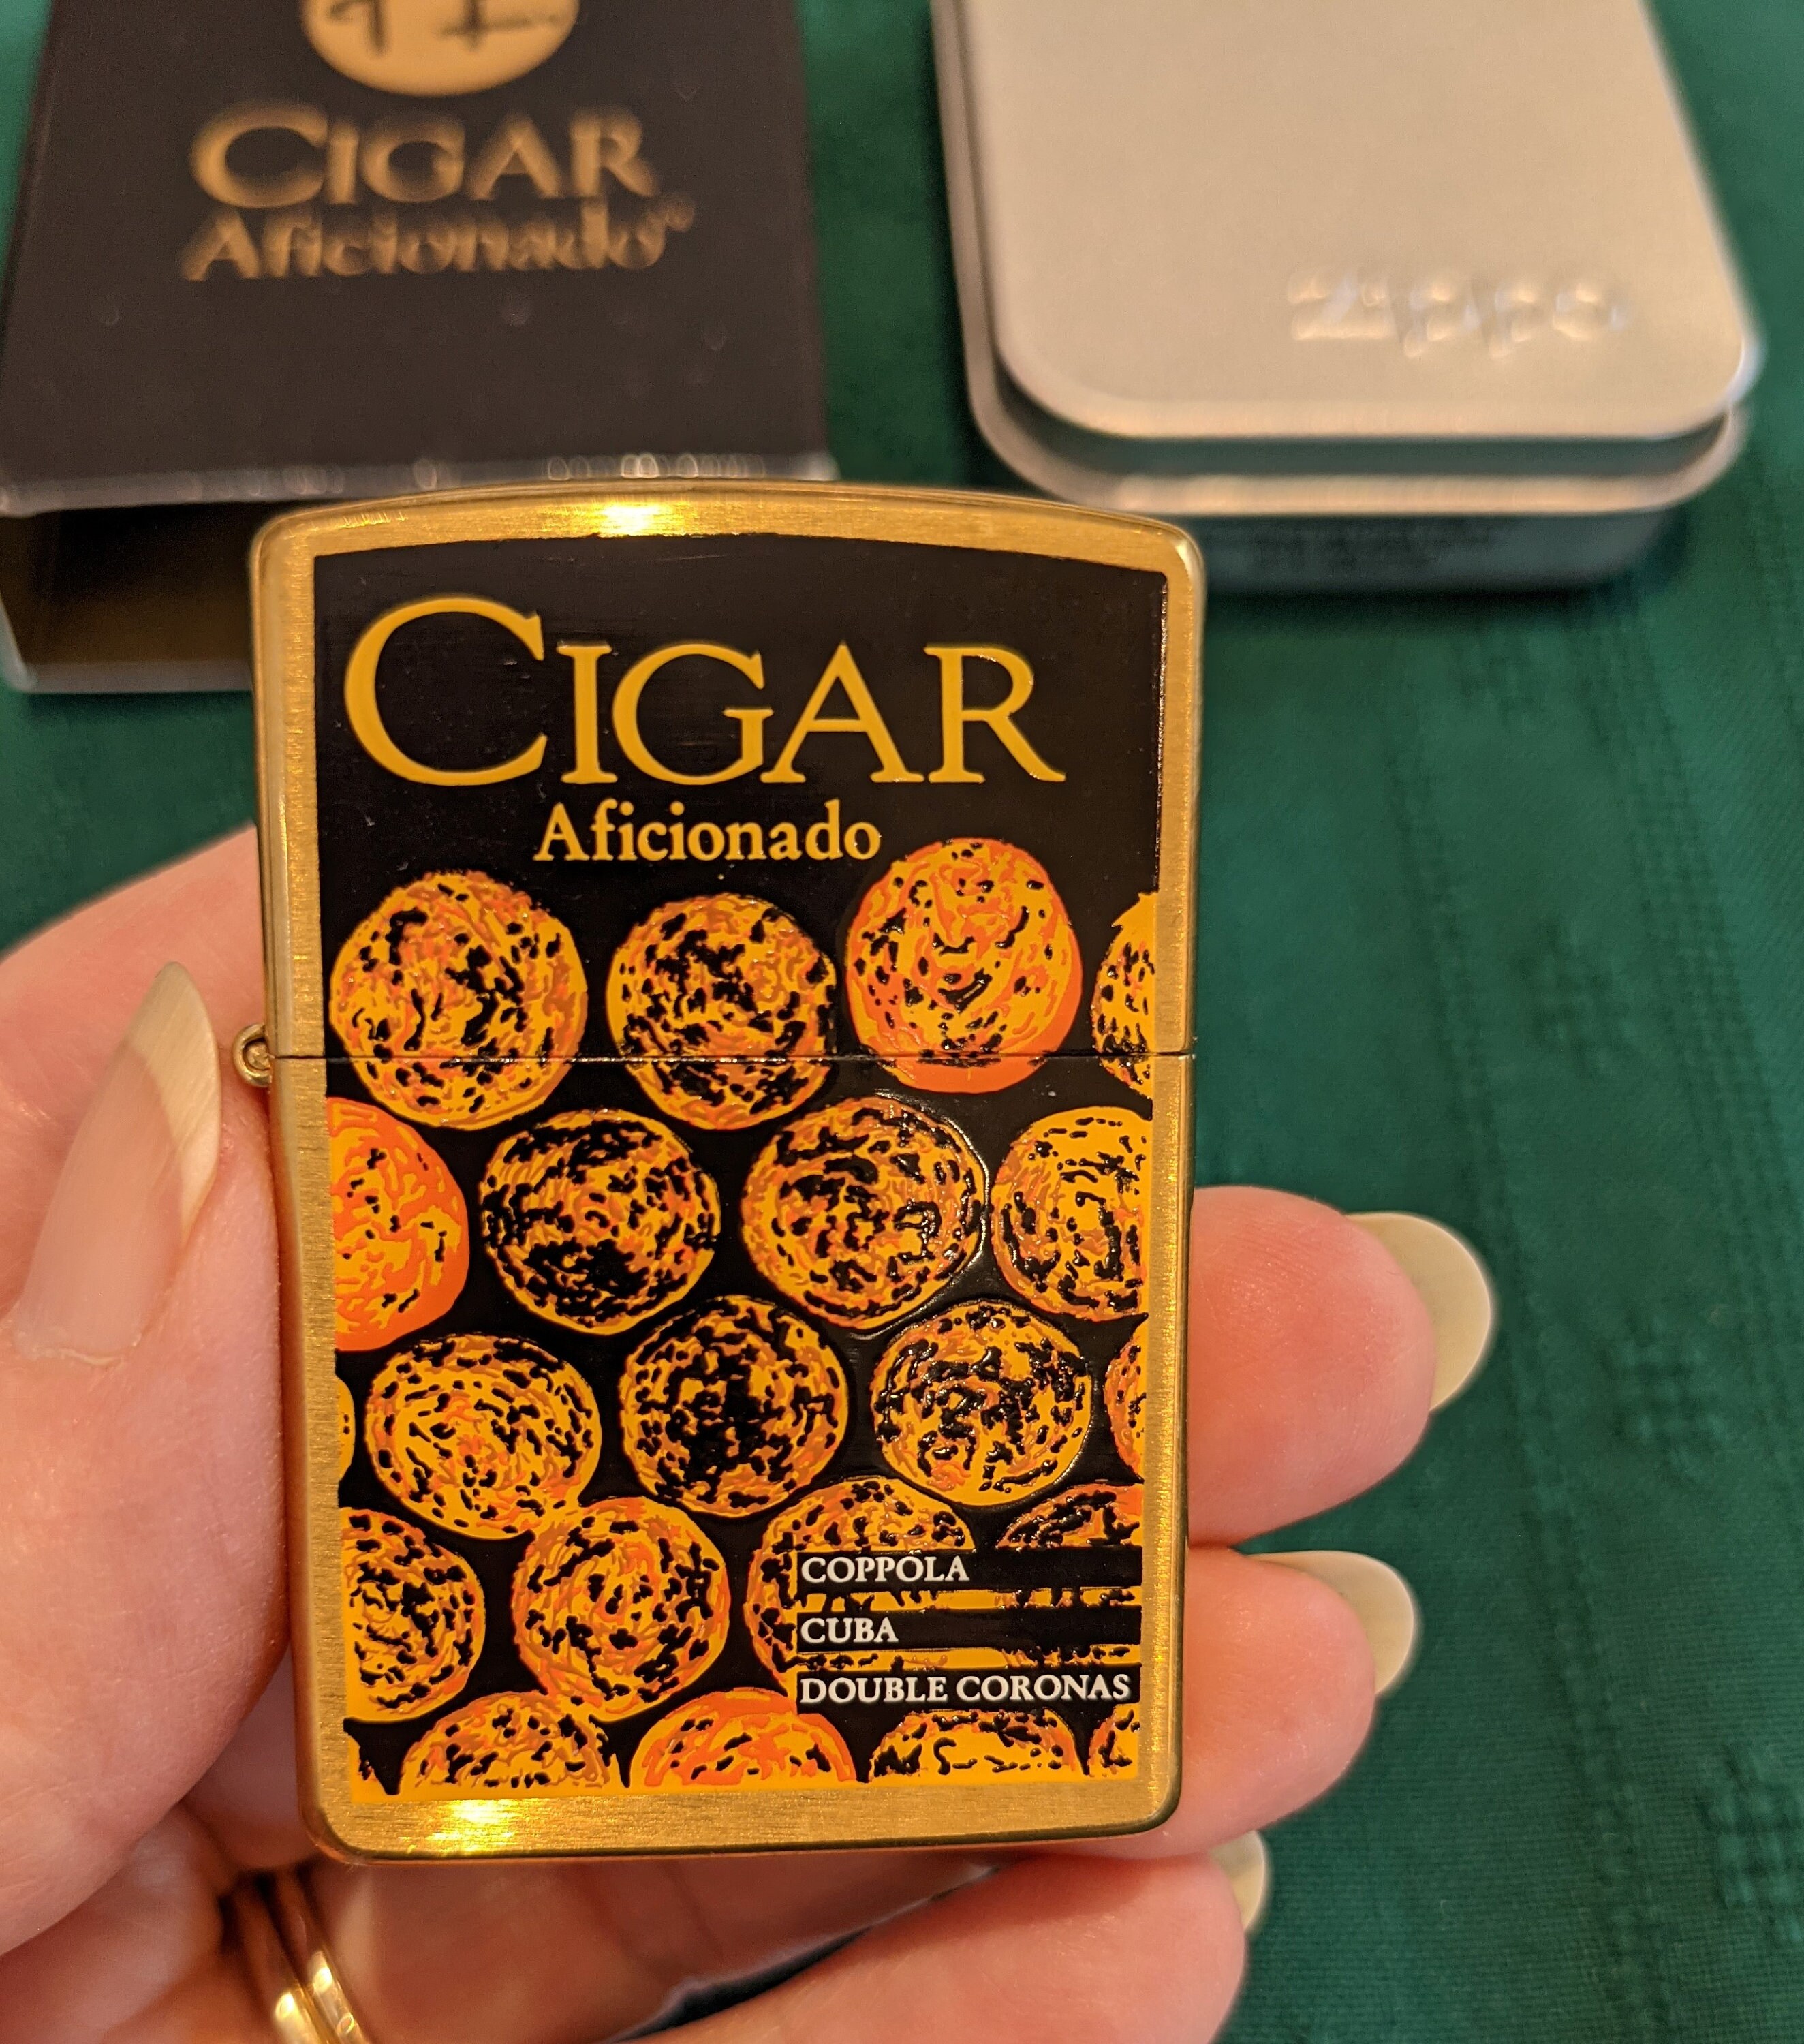 CIGAR
Aficionado
zippo
CIGAR
Aficionado
COPPOLA
CUBA
DOUBLE CORONAS